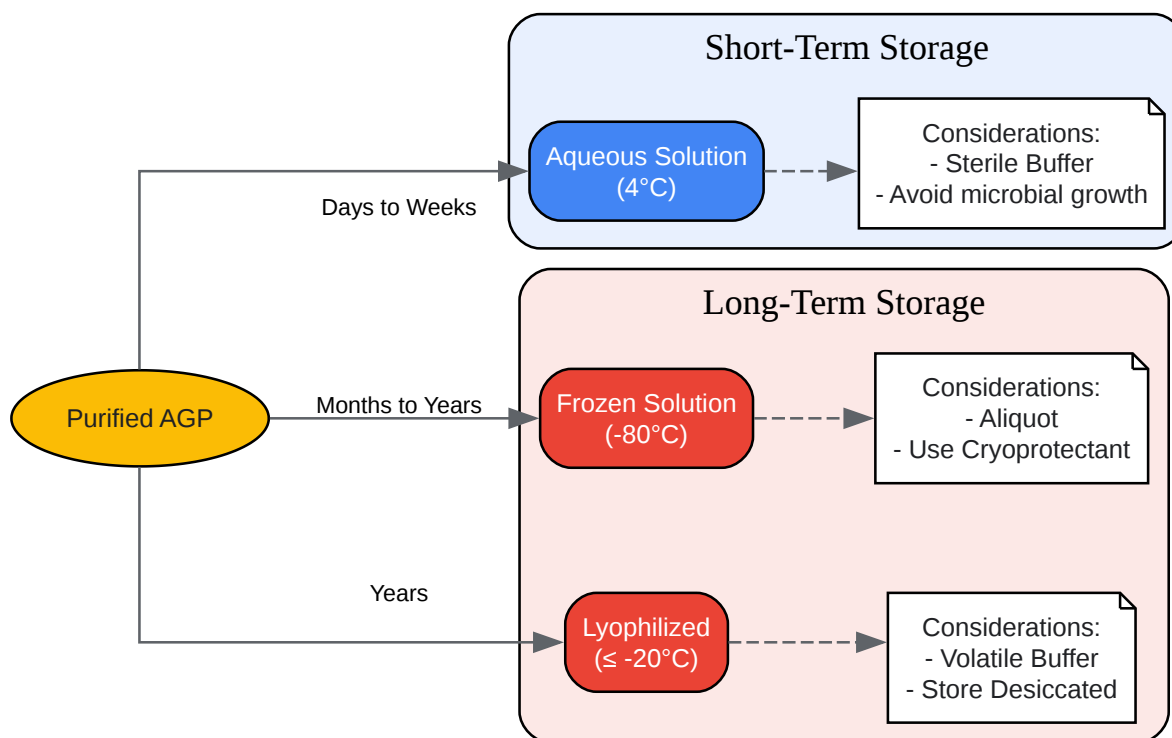 Short-Term Storage
Aqueous Solution
(4°C)
Considerations:
- Sterile Buffer
- Avoid microbial growth
Days to Weeks
Long-Term Storage
Purified AGP
Months to Years
Frozen Solution
(-80°C)
Considerations:
- Aliquot
- Use Cryoprotectant
Years
Lyophilized
(≤ -20°C)
Considerations:
- Volatile Buffer
- Store Desiccated